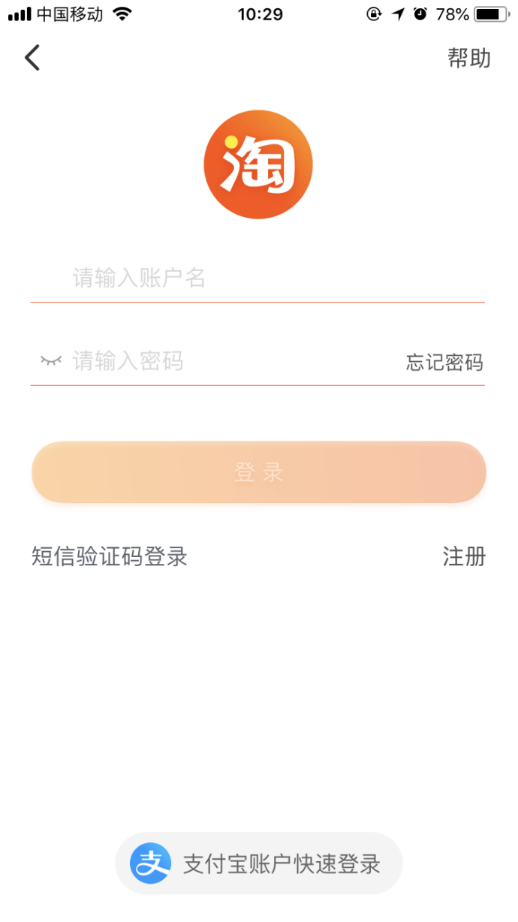 中国移动 10:29 78%
帮助
淘
请输入账户名
请输入密码 忘记密码
登录
短信验证码登录 注册
支 支付宝账户快速登录